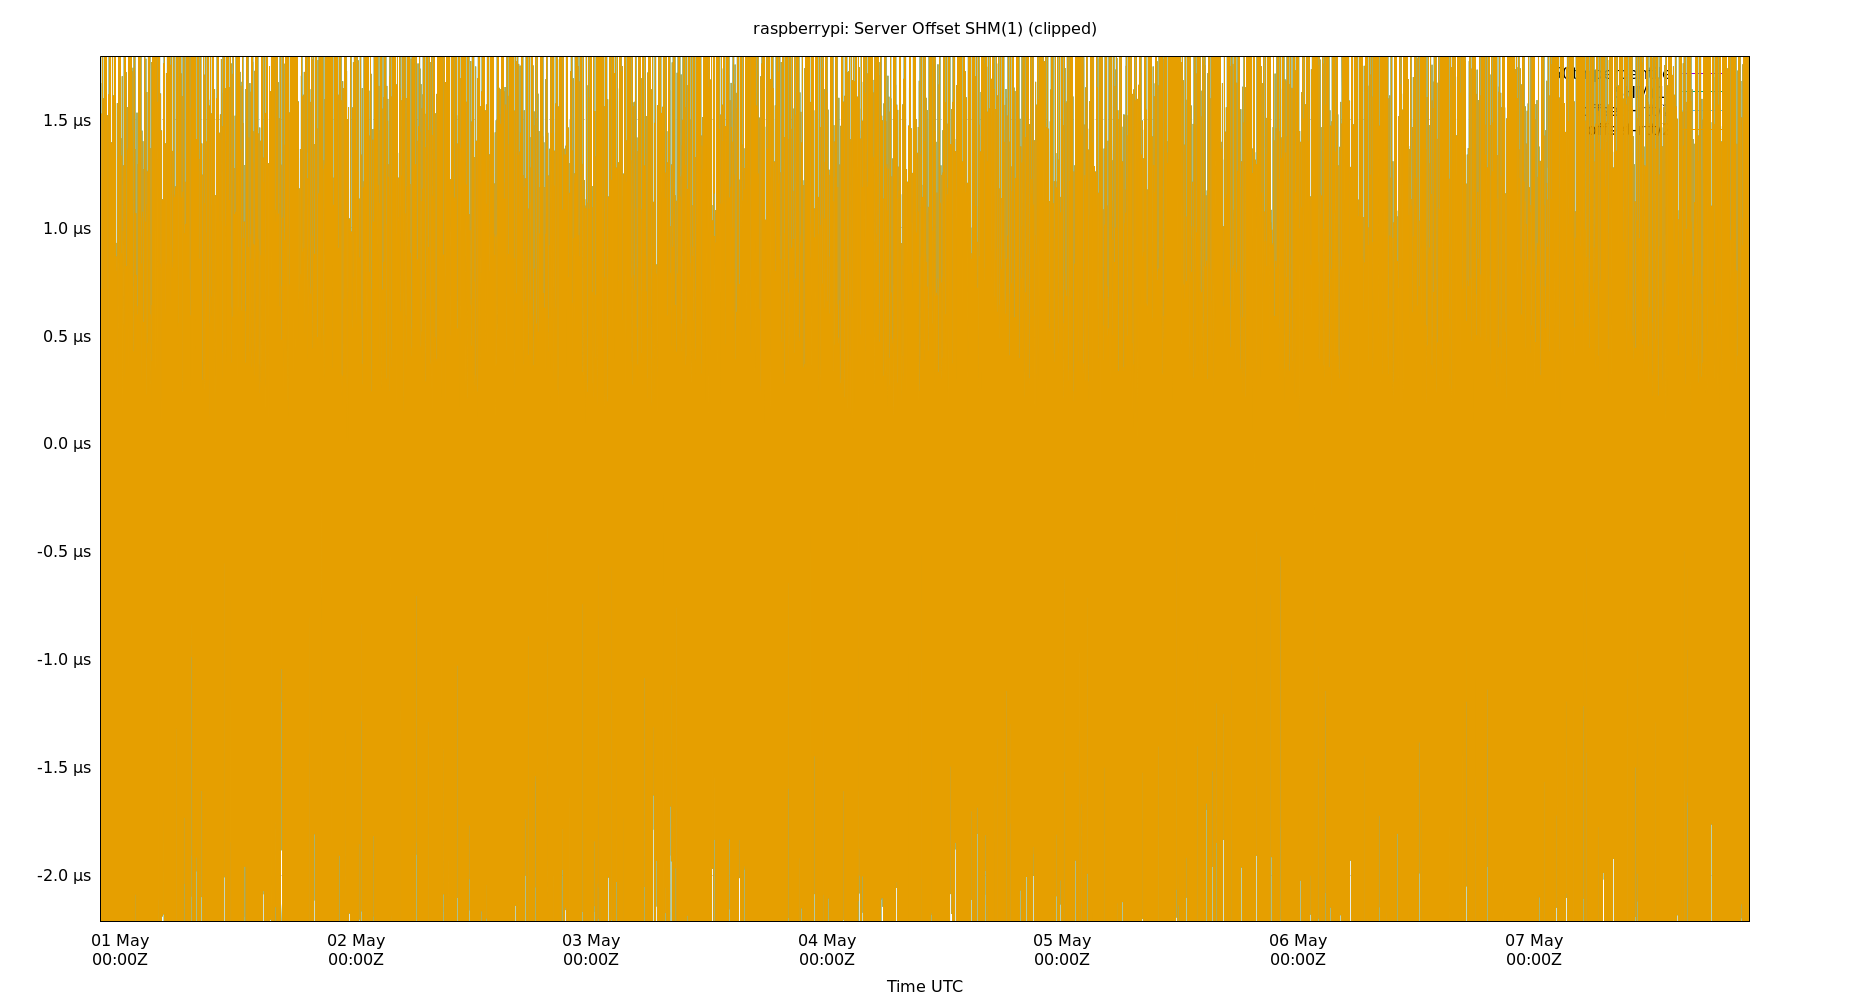 raspberrypi: Server Offset SHM(1) (clipped)
1.5 µs
1.0 µs
0.5 µs
0.0 µs
-0.5 µs
-1.0 µs
-1.5 µs
-2.0 µs
01 May 02 May 03 May 04 May 05 May 06 May 07 May
00:00Z 00:00Z 00:00Z 00:00Z 00:00Z 00:00Z 00:00Z
Time UTC